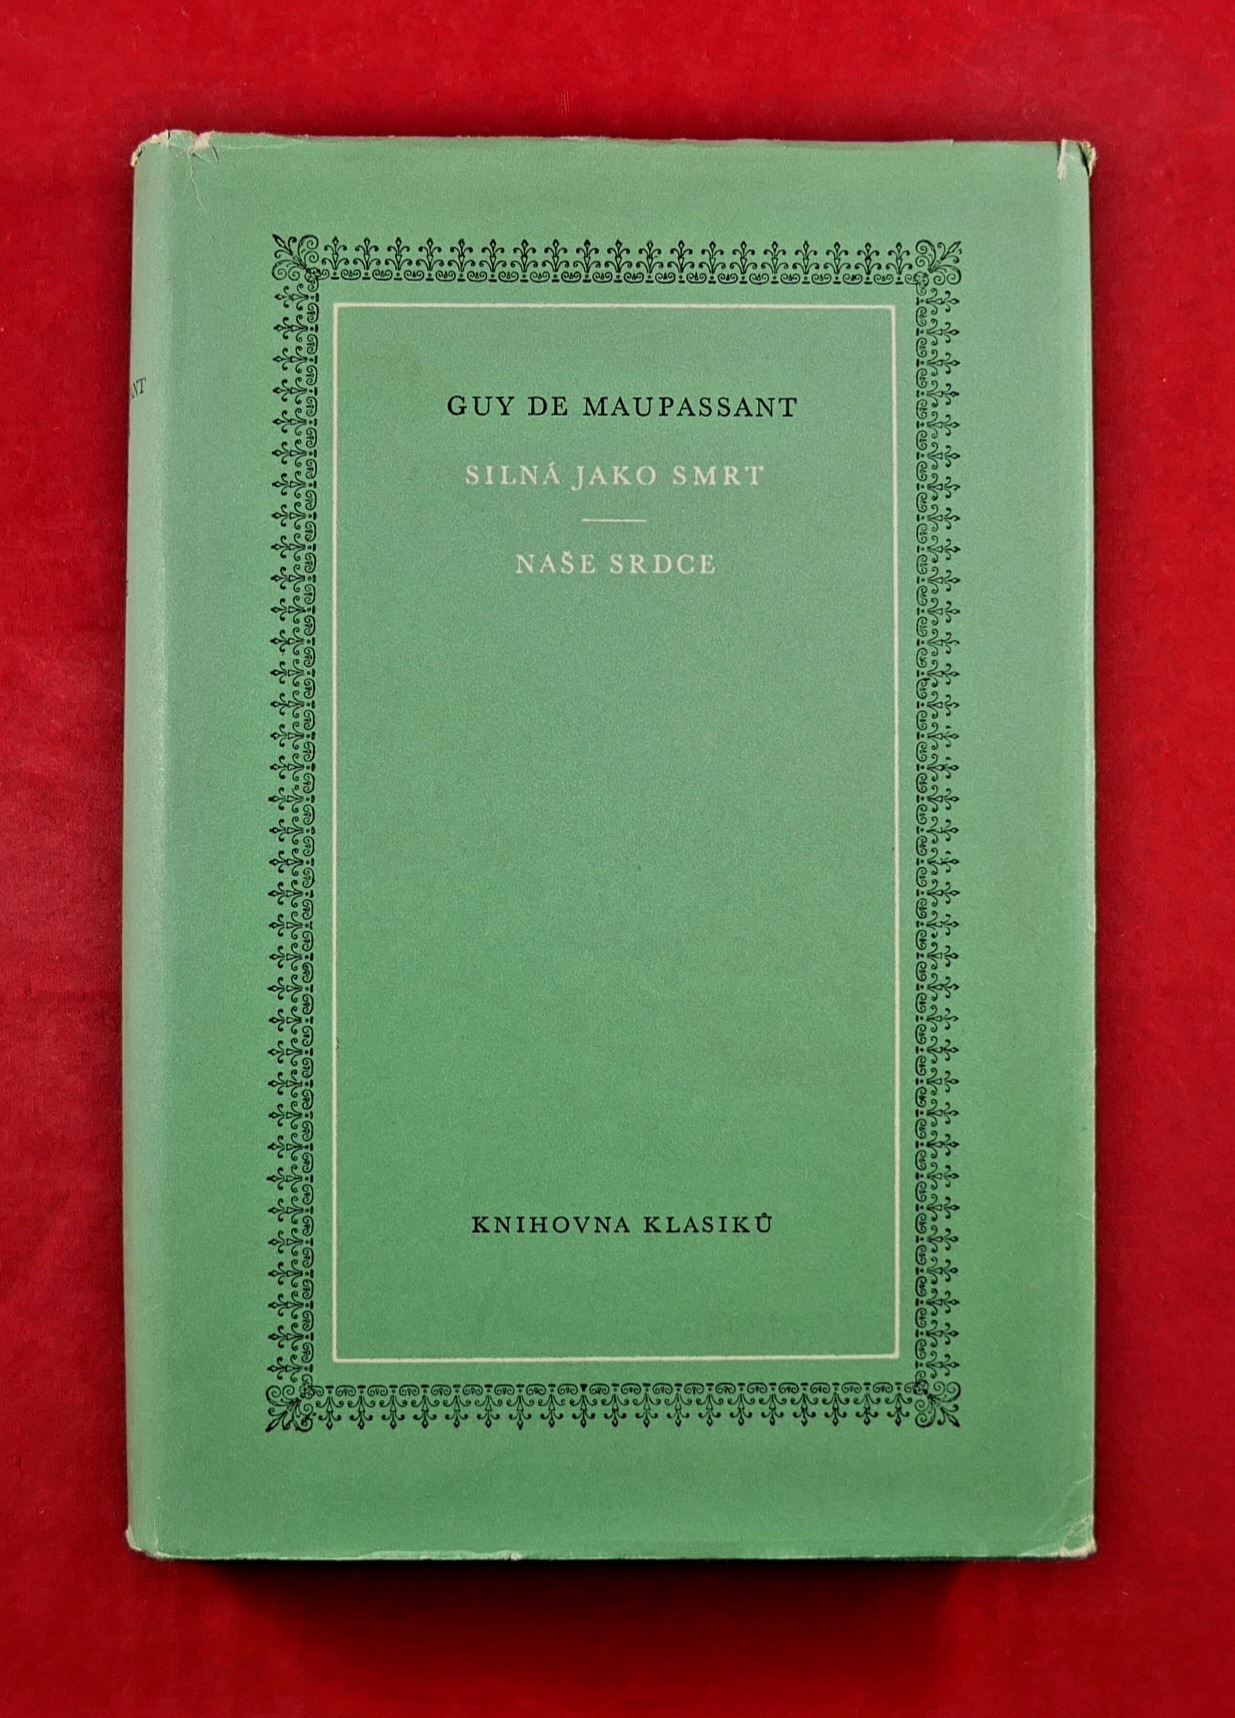 GUY DE MAUPASSANT
SILNÁ JAKO SMRT
NAŠE SRDCE
KNIHOVNA KLASIKŮ